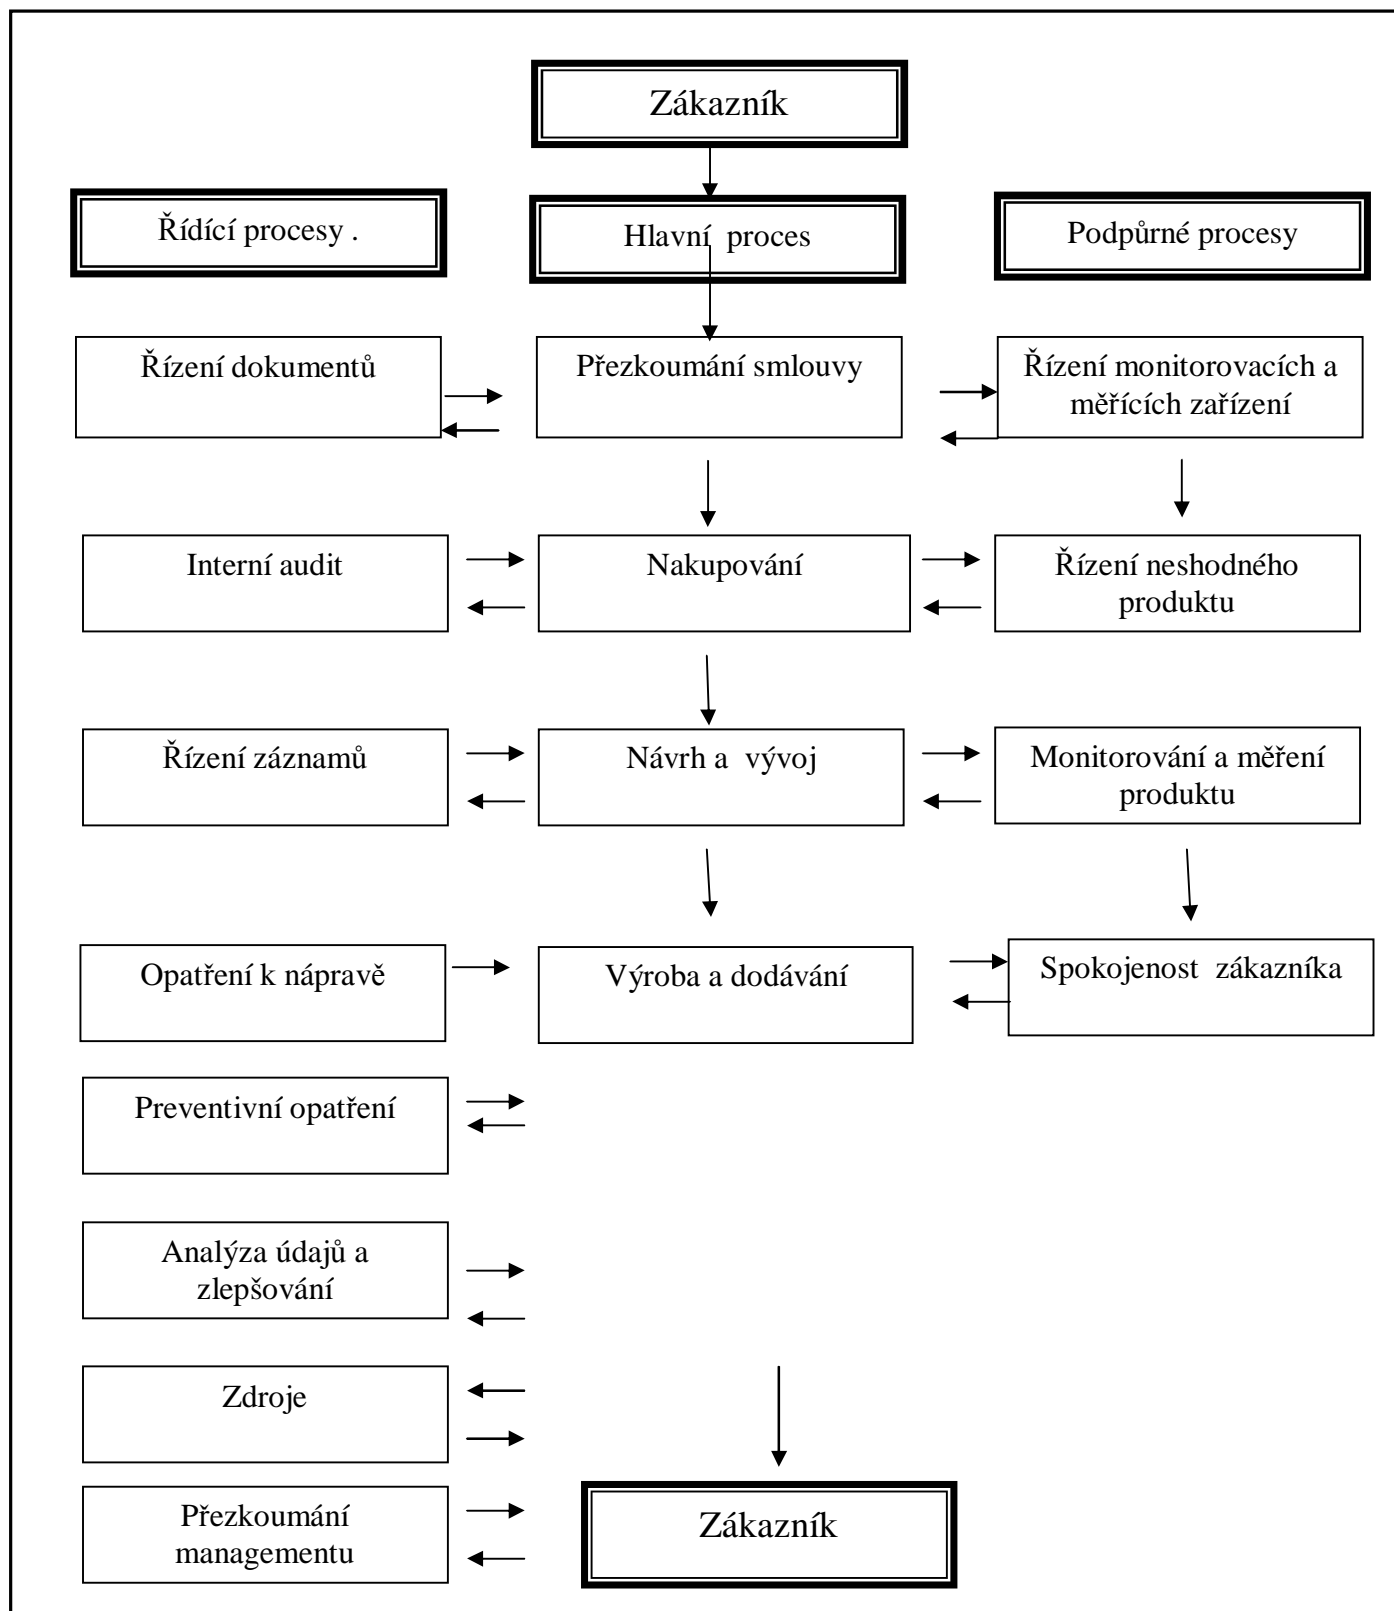 Zákazník
Řídící procesy .
Hlavní proces
Podpůrné procesy
Řízení dokumentů
Přezkoumání smlouvy
Řízení monitorovacích a
měřících zařízení
Interní audit
Nakupování
Řízení neshodného
produktu
Řízení záznamů
Návrh a vývoj
Monitorování a měření
produktu
Opatření k nápravě
Výroba a dodávání
Spokojenost zákazníka
Preventivní opatření
Analýza údajů a
zlepšování
Zdroje
Přezkoumání
managementu
Zákazník